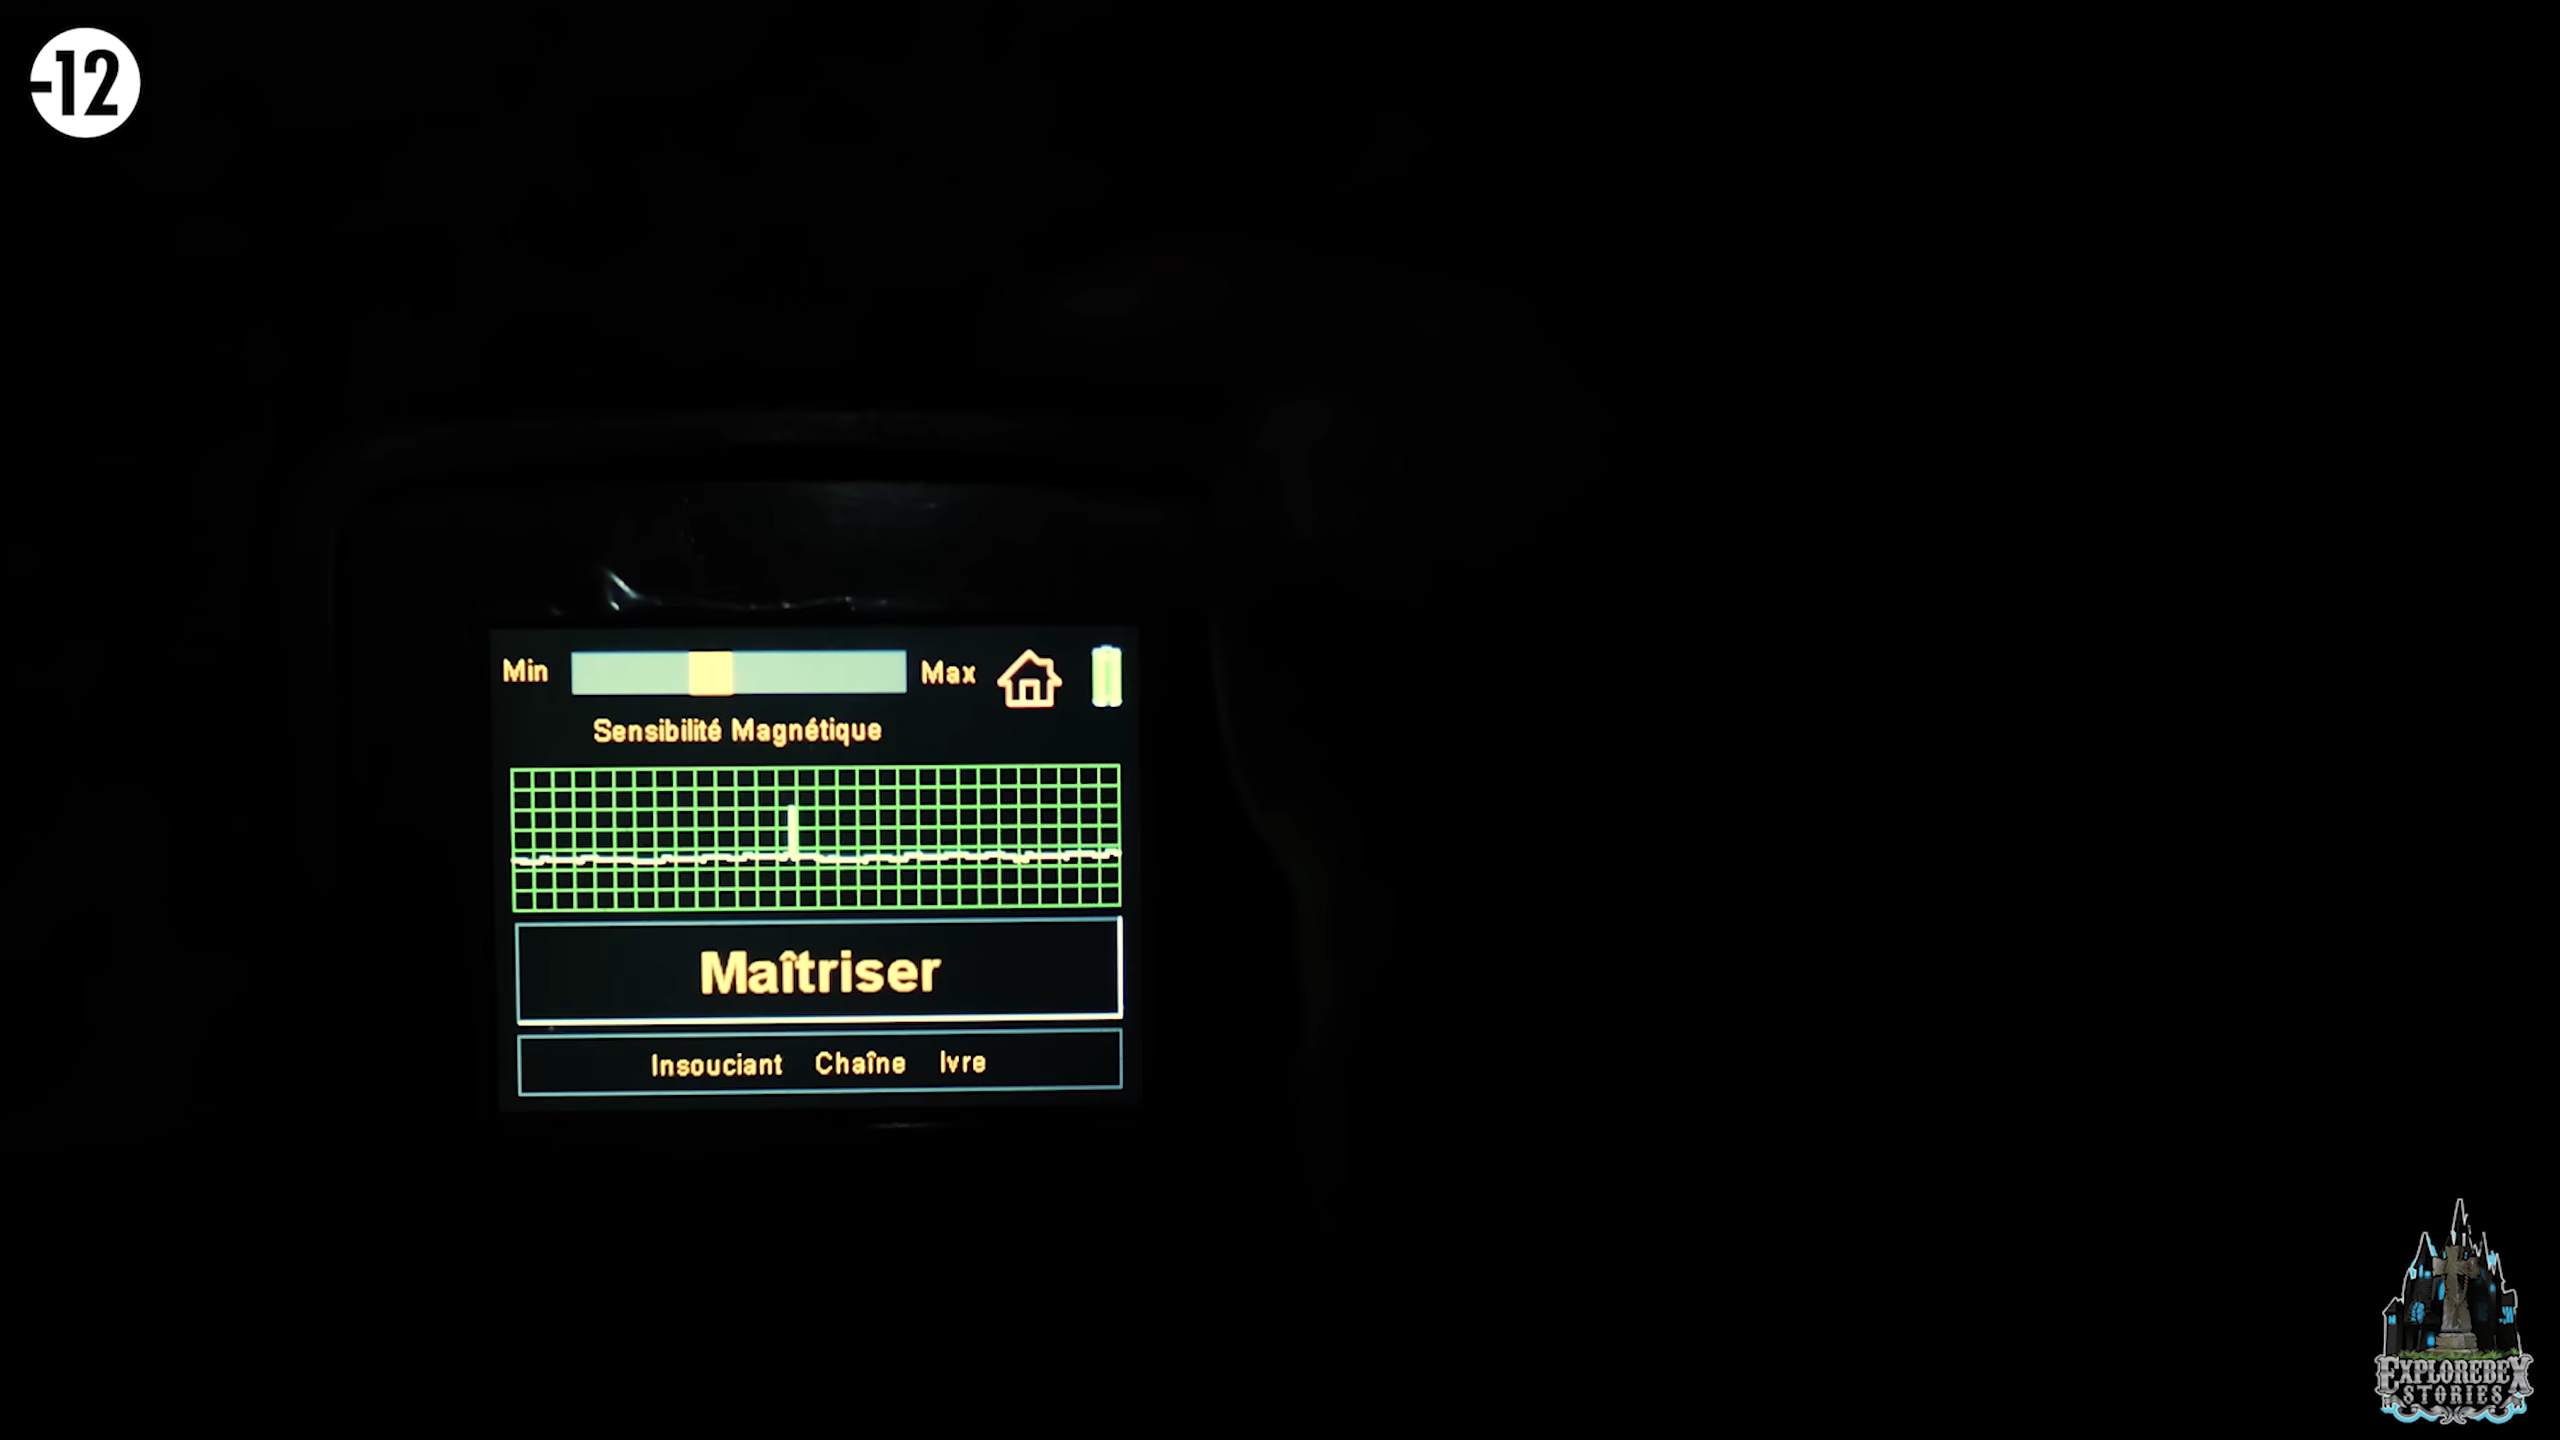 -12
Min Max
Sensibilité Magnétique
Maîtriser
Insouciant Chaîne Ivre
EXPLOREBEX
STORIES